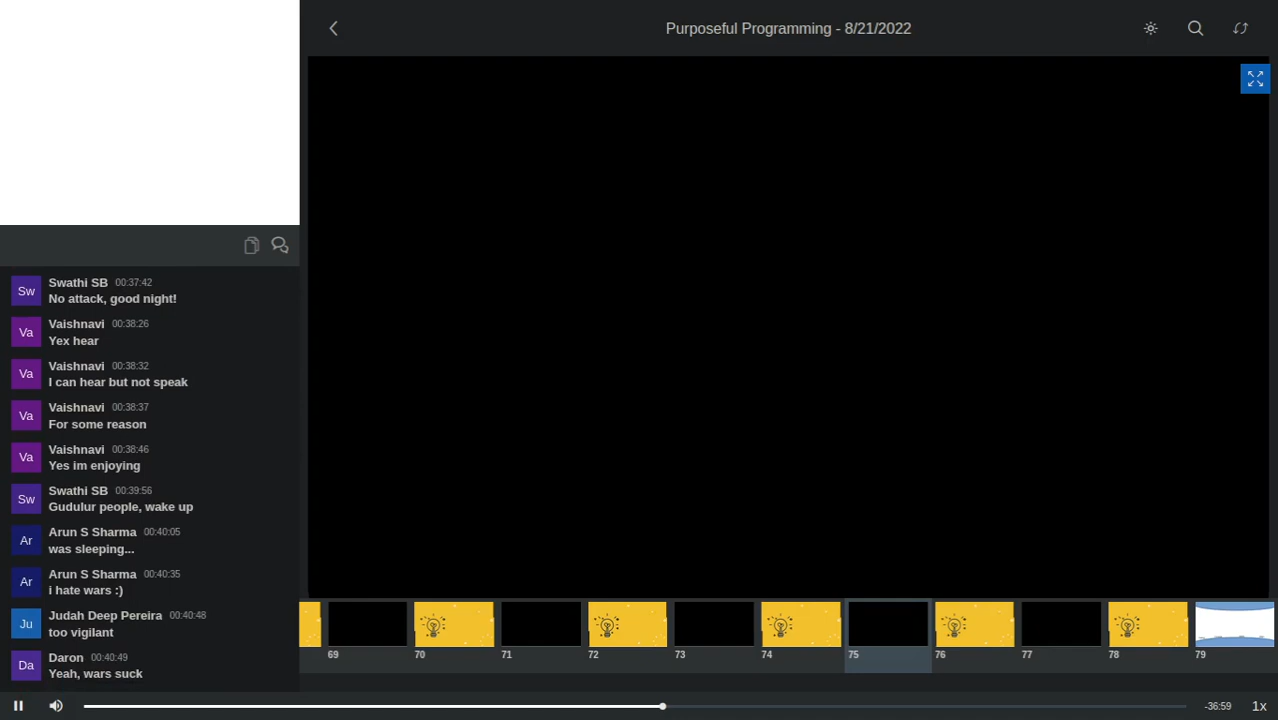 Purposeful Programming - 8/21/2022
Sw Swathi SB 00:37:42
No attack, good night!
Va Vaishnavi 00:38:26
Yex hear
Va Vaishnavi 00:38:32
I can hear but not speak
Va Vaishnavi 00:38:37
For some reason
Va Vaishnavi 00:38:46
Yes im enjoying
Sw Swathi SB 00:39:56
Gudulur people, wake up
Ar Arun S Sharma 00:40:05
was sleeping...
Ar Arun S Sharma 00:40:35
i hate wars :)
Ju Judah Deep Pereira 00:40:48
too vigilant
Da Daron 00:40:49
Yeah, wars suck
69 70 71 72 73 74 75 76 77 78 79
-36:59 1x